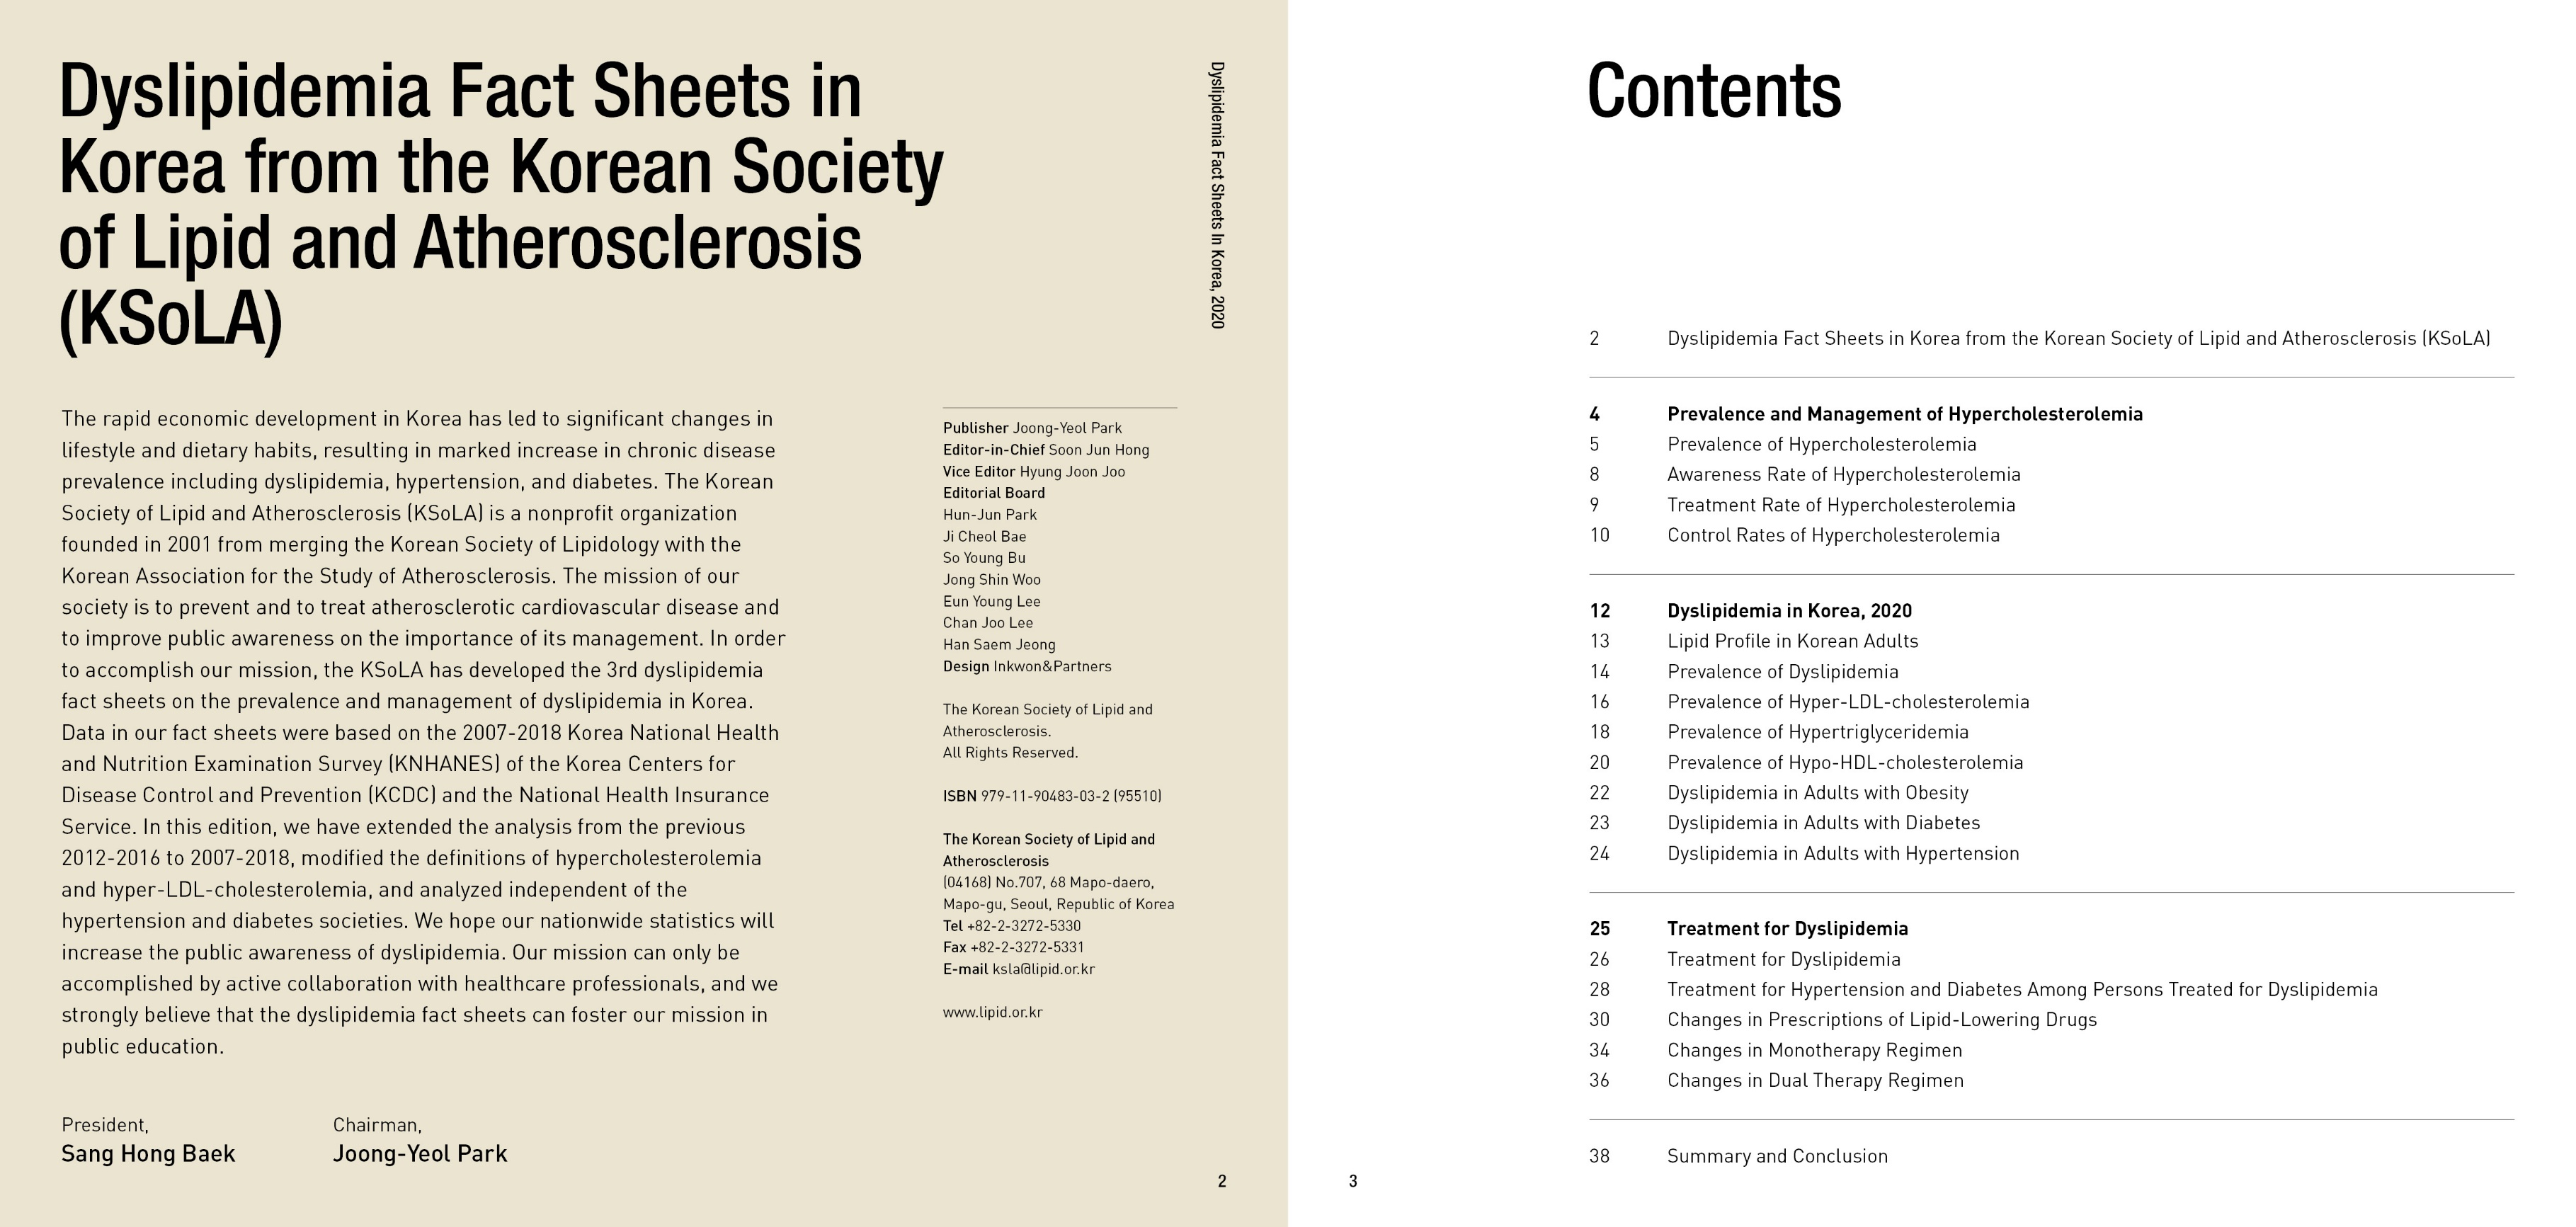 Dyslipidemia Fact Sheets in
Korea from the Korean Society
of Lipid and Atherosclerosis
(KSoLA)
The rapid economic development in Korea has led to significant changes in
lifestyle and dietary habits, resulting in marked increase in chronic disease
prevalence including dyslipidemia, hypertension, and diabetes. The Korean
Society of Lipid and Atherosclerosis (KSoLA) is a nonprofit organization
founded in 2001 from merging the Korean Society of Lipidology with the
Korean Association for the Study of Atherosclerosis. The mission of our
society is to prevent and to treat atherosclerotic cardiovascular disease and
to improve public awareness on the importance of its management. In order
to accomplish our mission, the KSoLA has developed the 3rd dyslipidemia
fact sheets on the prevalence and management of dyslipidemia in Korea.
Data in our fact sheets were based on the 2007-2018 Korea National Health
and Nutrition Examination Survey (KNHANES) of the Korea Centers for
Disease Control and Prevention (KCDC) and the National Health Insurance
Service. In this edition, we have extended the analysis from the previous
2012-2016 to 2007-2018, modified the definitions of hypercholesterolemia
and hyper-LDL-cholesterolemia, and analyzed independent of the
hypertension and diabetes societies. We hope our nationwide statistics will
increase the public awareness of dyslipidemia. Our mission can only be
accomplished by active collaboration with healthcare professionals, and we
strongly believe that the dyslipidemia fact sheets can foster our mission in
public education.
President,
Sang Hong Baek
Chairman,
Joong-Yeol Park
Publisher Joong-Yeol Park
Editor-in-Chief Soon Jun Hong
Vice Editor Hyung Joon Joo
Editorial Board
Hun-Jun Park
Ji Cheol Bae
So Young Bu
Jong Shin Woo
Eun Young Lee
Chan Joo Lee
Han Saem Jeong
Design Inkwon&Partners
The Korean Society of Lipid and
Atherosclerosis.
All Rights Reserved.
ISBN 979-11-90483-03-2 (95510)
The Korean Society of Lipid and
Atherosclerosis
(04168) No.707, 68 Mapo-daero,
Mapo-gu, Seoul, Republic of Korea
Tel +82-2-3272-5330
Fax +82-2-3272-5331
E-mail ksla@lipid.or.kr
www.lipid.or.kr
Dyslipidemia Fact Sheets In Korea, 2020
2
Contents
2 Dyslipidemia Fact Sheets in Korea from the Korean Society of Lipid and Atherosclerosis (KSoLA)
4 Prevalence and Management of Hypercholesterolemia
5 Prevalence of Hypercholesterolemia
8 Awareness Rate of Hypercholesterolemia
9 Treatment Rate of Hypercholesterolemia
10 Control Rates of Hypercholesterolemia
12 Dyslipidemia in Korea, 2020
13 Lipid Profile in Korean Adults
14 Prevalence of Dyslipidemia
16 Prevalence of Hyper-LDL-cholesterolemia
18 Prevalence of Hypertriglyceridemia
20 Prevalence of Hypo-HDL-cholesterolemia
22 Dyslipidemia in Adults with Obesity
23 Dyslipidemia in Adults with Diabetes
24 Dyslipidemia in Adults with Hypertension
25 Treatment for Dyslipidemia
26 Treatment for Dyslipidemia
28 Treatment for Hypertension and Diabetes Among Persons Treated for Dyslipidemia
30 Changes in Prescriptions of Lipid-Lowering Drugs
34 Changes in Monotherapy Regimen
36 Changes in Dual Therapy Regimen
38 Summary and Conclusion
3